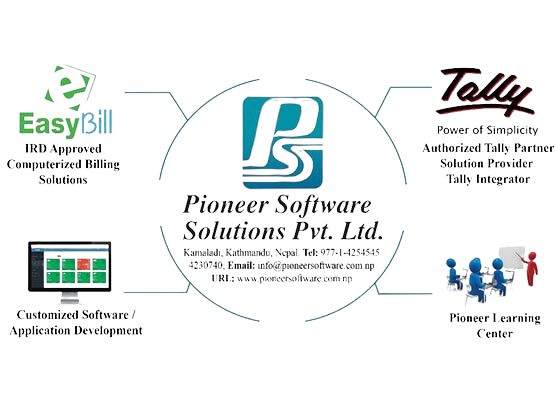 EasyBill
IRD Approved
Computerized Billing
Solutions
Tally
Power of Simplicity
Authorized Tally Partner
Solution Provider
Tally Integrator
PS
Pioneer Software
Solutions Pvt. Ltd.
Kamaladi, Kathmandu, Nepal. Tel: 977-1-4254545
4230740, Email: info@pioneersoftware.com.np
URL: www.pioneersoftware.com.np
Customized Software /
Application Development
Pioneer Learning
Center